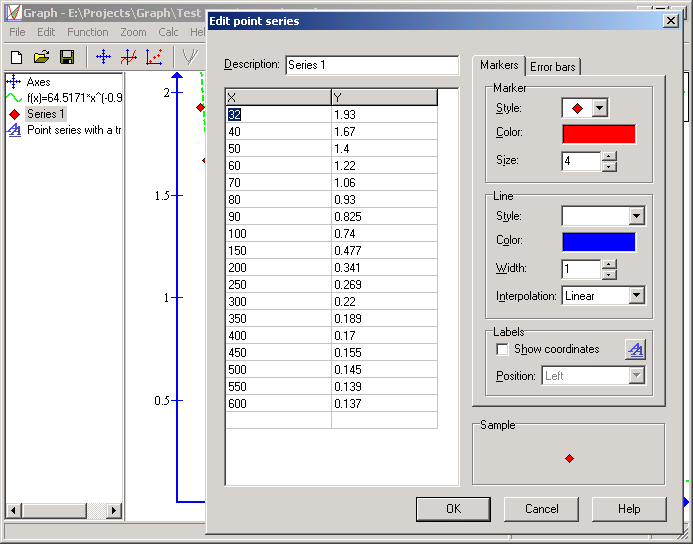 Graph - E:\Projects\Graph\Test
File Edit Function Zoom Calc
Axes
f(x)=64.5171*x^(-0.9
Series 1
Point series with a tr
2
1.5
1
0.5
Edit point series
Description: Series 1
X Y
32 1.93
40 1.67
50 1.4
60 1.22
70 1.06
80 0.93
90 0.825
100 0.74
150 0.477
200 0.341
250 0.269
300 0.22
350 0.189
400 0.17
450 0.155
500 0.145
550 0.139
600 0.137
Markers Error bars
Marker
Style:
Color:
Size: 4
Line
Style:
Color:
Width: 1
Interpolation: Linear
Labels
Show coordinates
Position: Left
Sample
OK Cancel Help